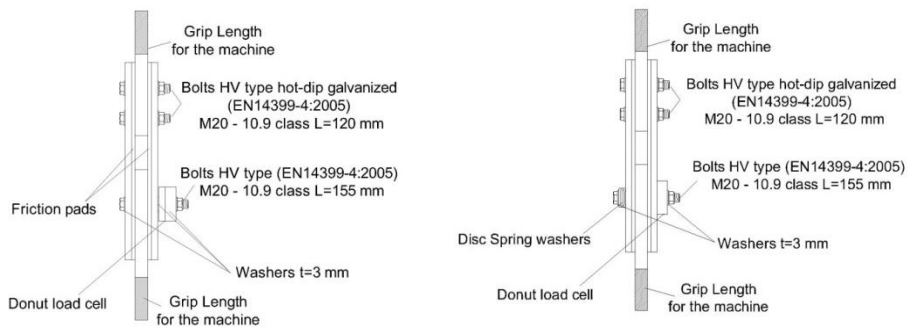 Grip Length
for the machine
Bolts HV type hot-dip galvanized
(EN14399-4:2005)
M20 - 10.9 class L=120 mm
Bolts HV type (EN14399-4:2005)
M20 - 10.9 class L=155 mm
Friction pads
Washers t=3 mm
Donut load cell
Grip Length
for the machine
Grip Length
for the machine
Bolts HV type hot-dip galvanized
(EN14399-4:2005)
M20 - 10.9 class L=120 mm
Bolts HV type (EN14399-4:2005)
M20 - 10.9 class L=155 mm
Disc Spring washers
Washers t=3 mm
Donut load cell
Grip Length
for the machine